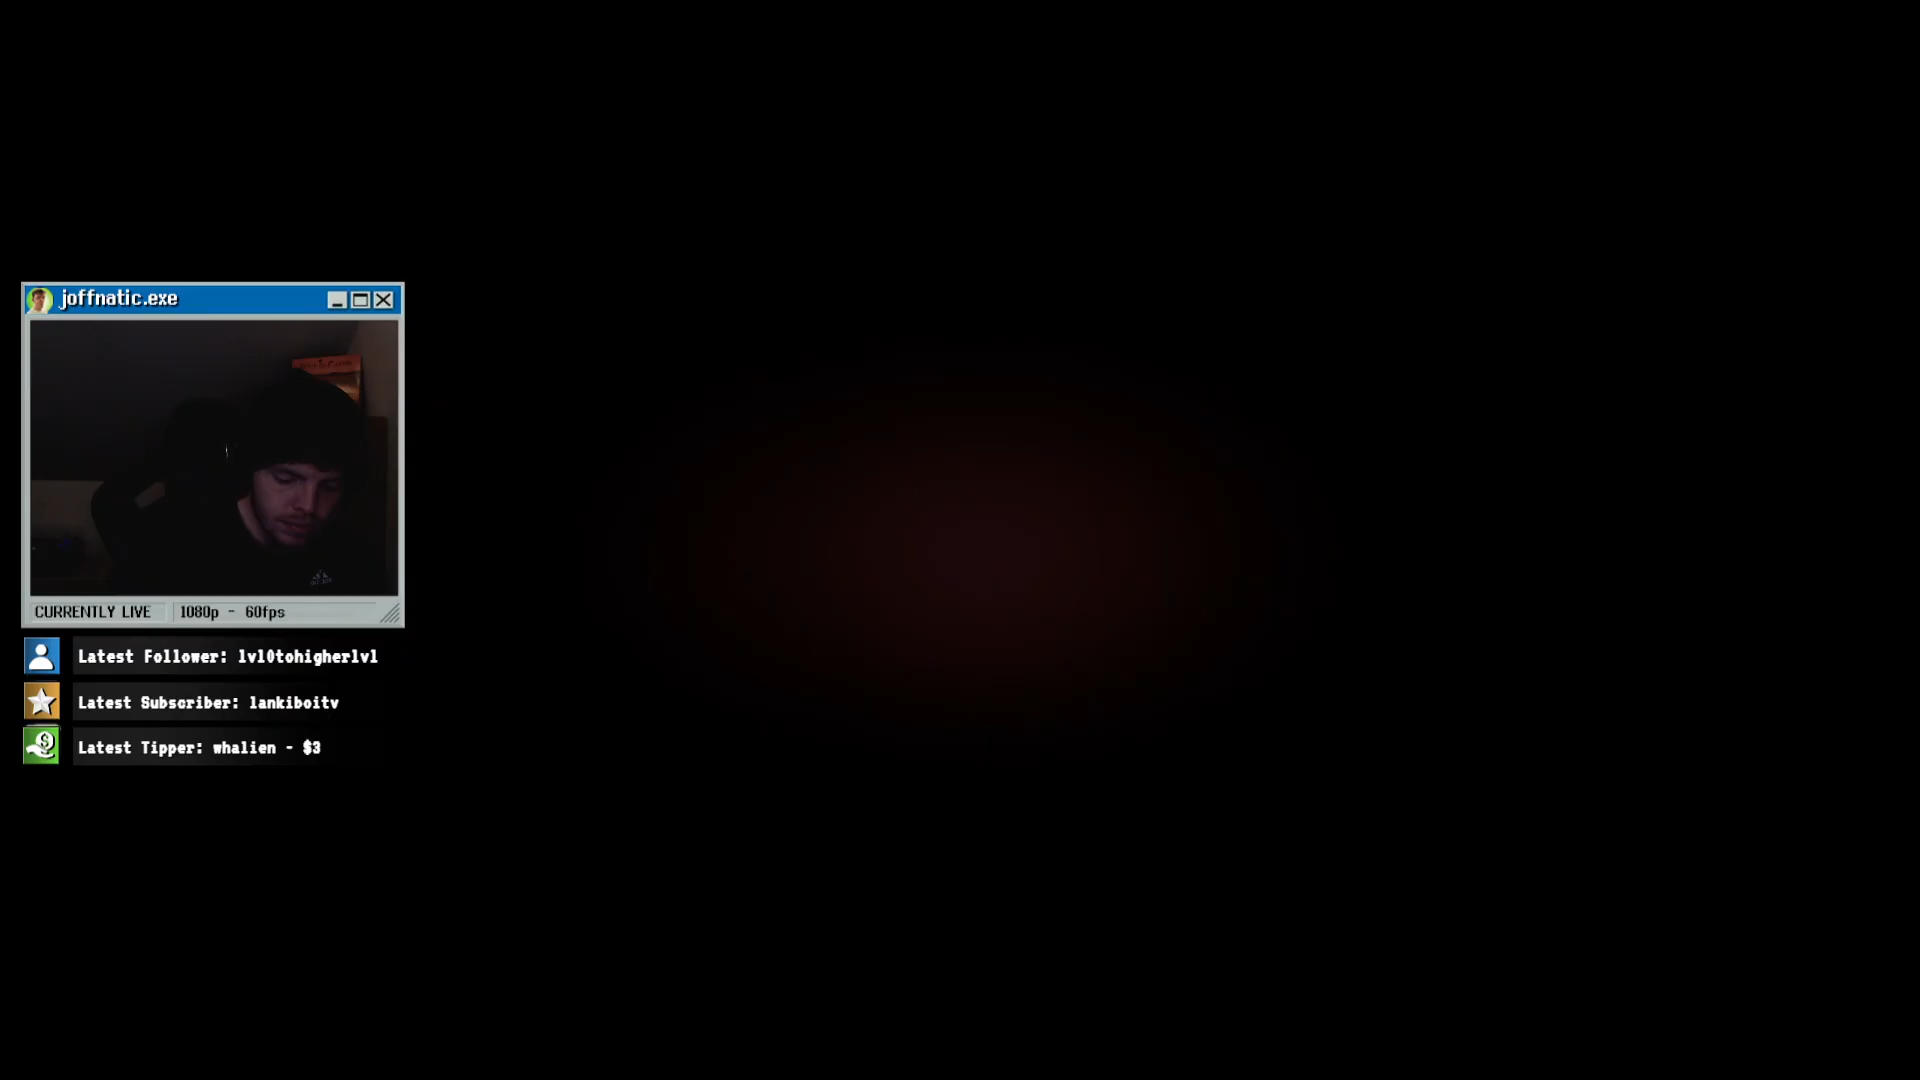 joffnatic.exe
CURRENTLY LIVE
1080p - 60fps
Latest Follower: lvl0tohigherlvl
Latest Subscriber: lankiboitv
Latest Tipper: whalien - $3